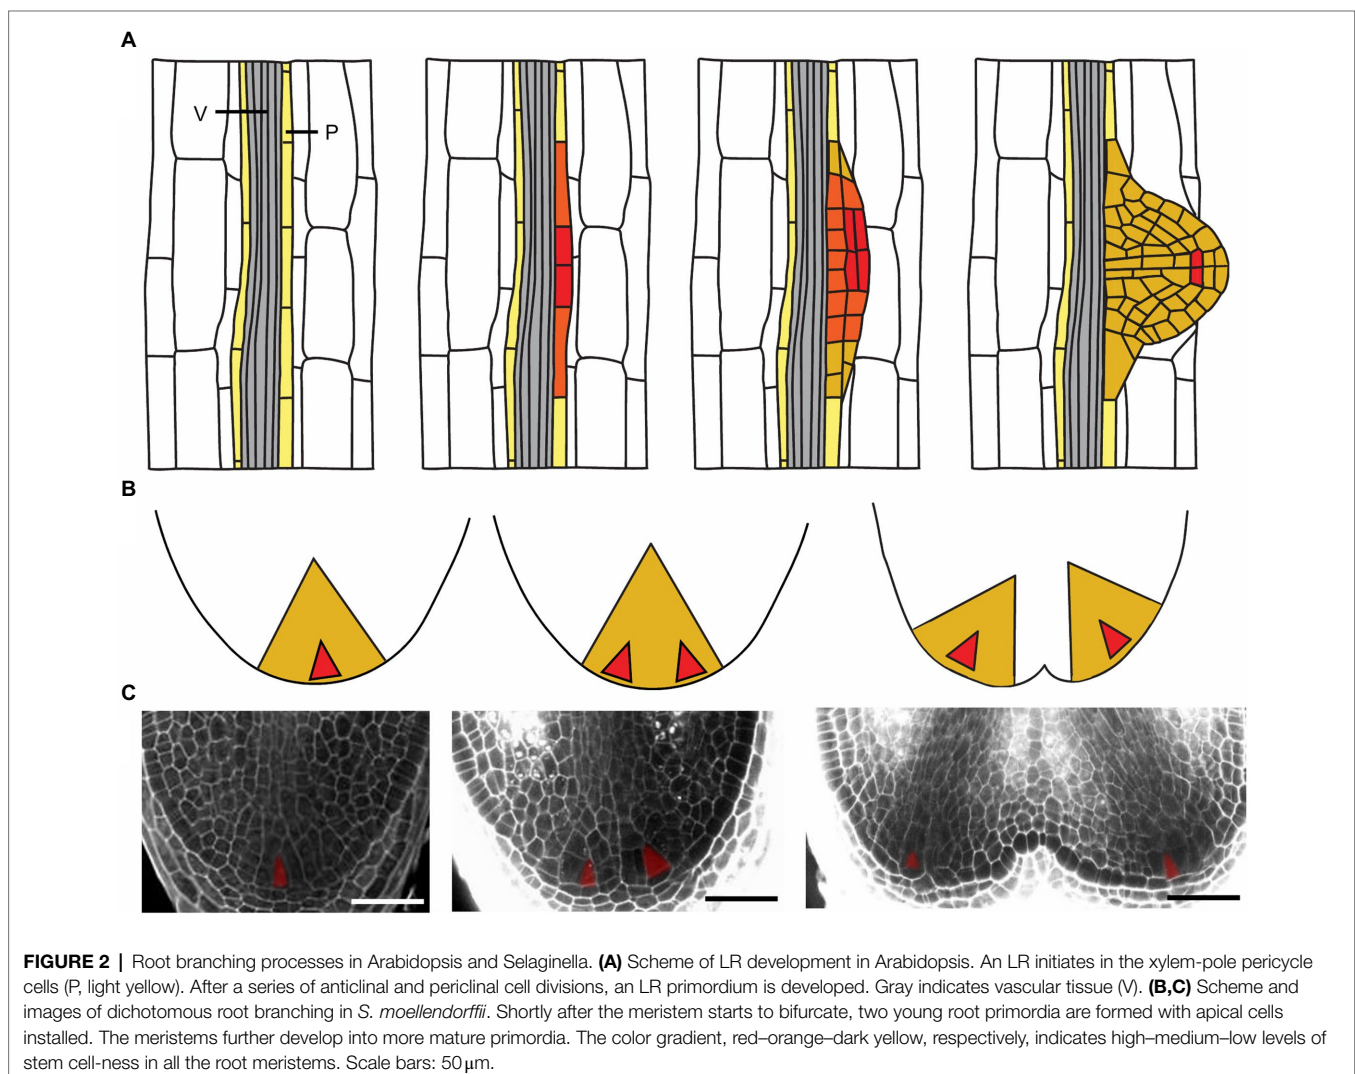 A
V
P
B
C
FIGURE 2 | Root branching processes in Arabidopsis and Selaginella. (A) Scheme of LR development in Arabidopsis. An LR initiates in the xylem-pole pericycle
cells (P, light yellow). After a series of anticlinal and periclinal cell divisions, an LR primordium is developed. Gray indicates vascular tissue (V). (B,C) Scheme and
images of dichotomous root branching in S. moellendorffii. Shortly after the meristem starts to bifurcate, two young root primordia are formed with apical cells
installed. The meristems further develop into more mature primordia. The color gradient, red–orange–dark yellow, respectively, indicates high–medium–low levels of
stem cell-ness in all the root meristems. Scale bars: 50 μm.